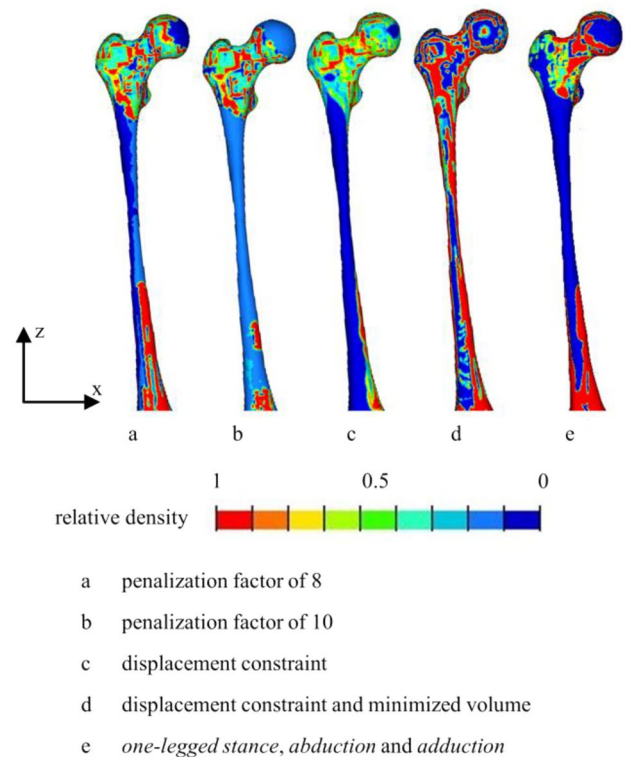 z
x
a b c d e
1 0.5 0
relative density
a penalization factor of 8
b penalization factor of 10
c displacement constraint
d displacement constraint and minimized volume
e one-legged stance, abduction and adduction